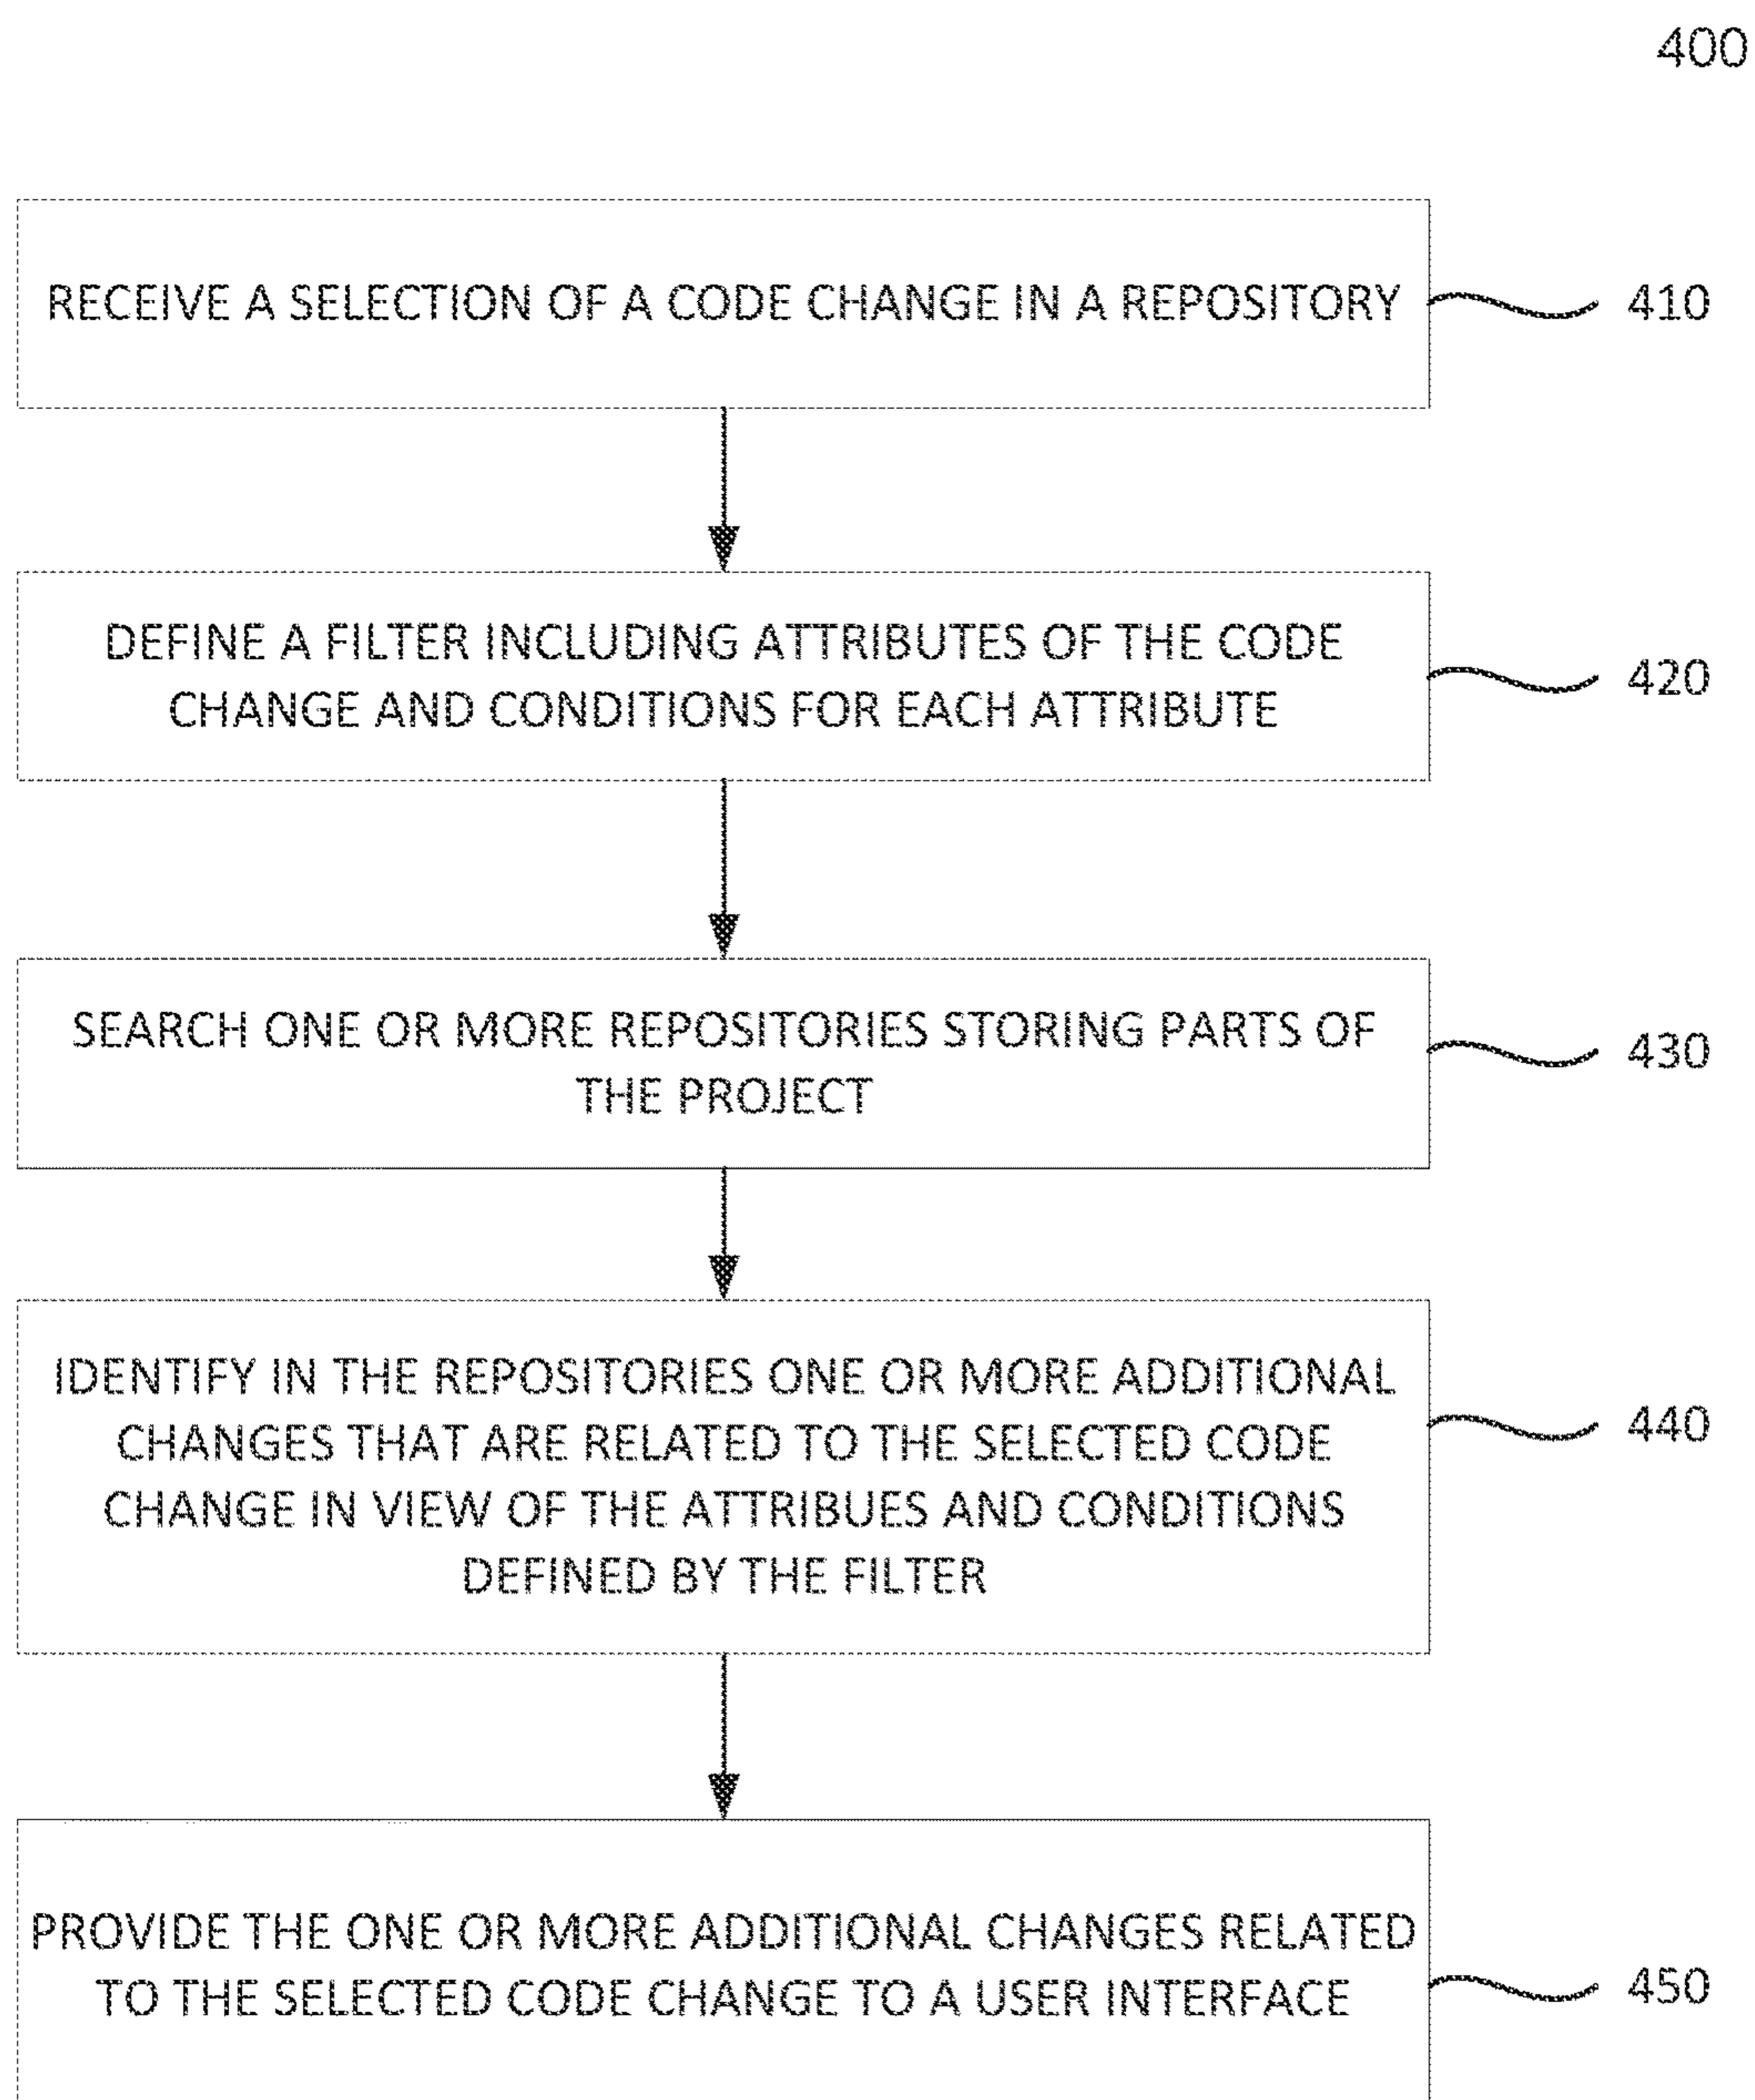 400
RECEIVE A SELECTION OF A CODE CHANGE IN A REPOSITORY
410
DEFINE A FILTER INCLUDING ATTRIBUTES OF THE CODE
CHANGE AND CONDITIONS FOR EACH ATTRIBUTE
420
SEARCH ONE OR MORE REPOSITORIES STORING PARTS OF
THE PROJECT
430
IDENTIFY IN THE REPOSITORIES ONE OR MORE ADDITIONAL
CHANGES THAT ARE RELATED TO THE SELECTED CODE
CHANGE IN VIEW OF THE ATTRIBUES AND CONDITIONS
DEFINED BY THE FILTER
440
PROVIDE THE ONE OR MORE ADDITIONAL CHANGES RELATED
TO THE SELECTED CODE CHANGE TO A USER INTERFACE
450